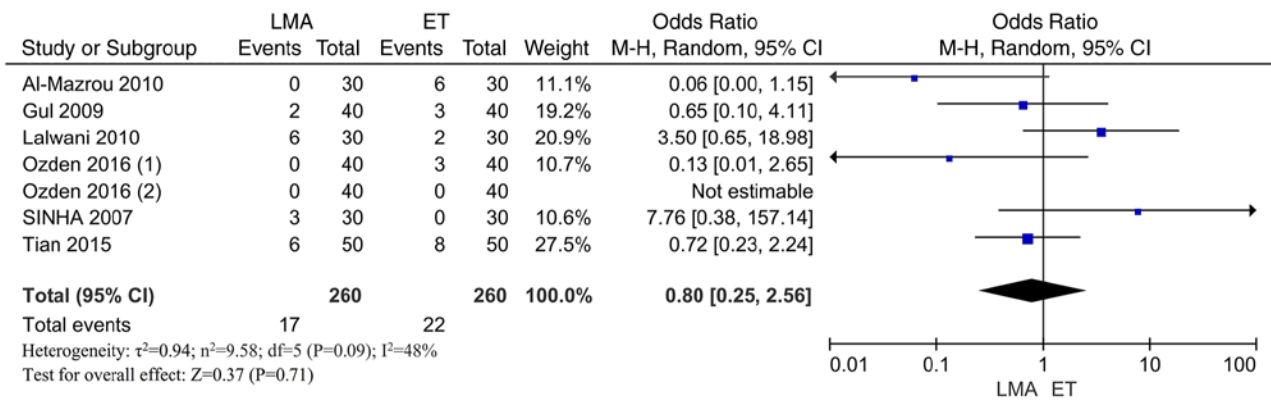 LMA ET Odds Ratio Odds Ratio
Study or Subgroup Events Total Events Total Weight M-H, Random, 95% CI M-H, Random, 95% CI
Al-Mazrou 2010 0 30 6 30 11.1% 0.06 [0.00, 1.15]
Gul 2009 2 40 3 40 19.2% 0.65 [0.10, 4.11]
Lalwani 2010 6 30 2 30 20.9% 3.50 [0.65, 18.98]
Ozden 2016 (1) 0 40 3 40 10.7% 0.13 [0.01, 2.65]
Ozden 2016 (2) 0 40 0 40 Not estimable
SINHA 2007 3 30 0 30 10.6% 7.76 [0.38, 157.14]
Tian 2015 6 50 8 50 27.5% 0.72 [0.23, 2.24]
Total (95% CI) 260 260 100.0% 0.80 [0.25, 2.56]
Total events 17 22
Heterogeneity: τ²=0.94; n²=9.58; df=5 (P=0.09); I²=48%
Test for overall effect: Z=0.37 (P=0.71)
0.01 0.1 1 10 100
LMA ET